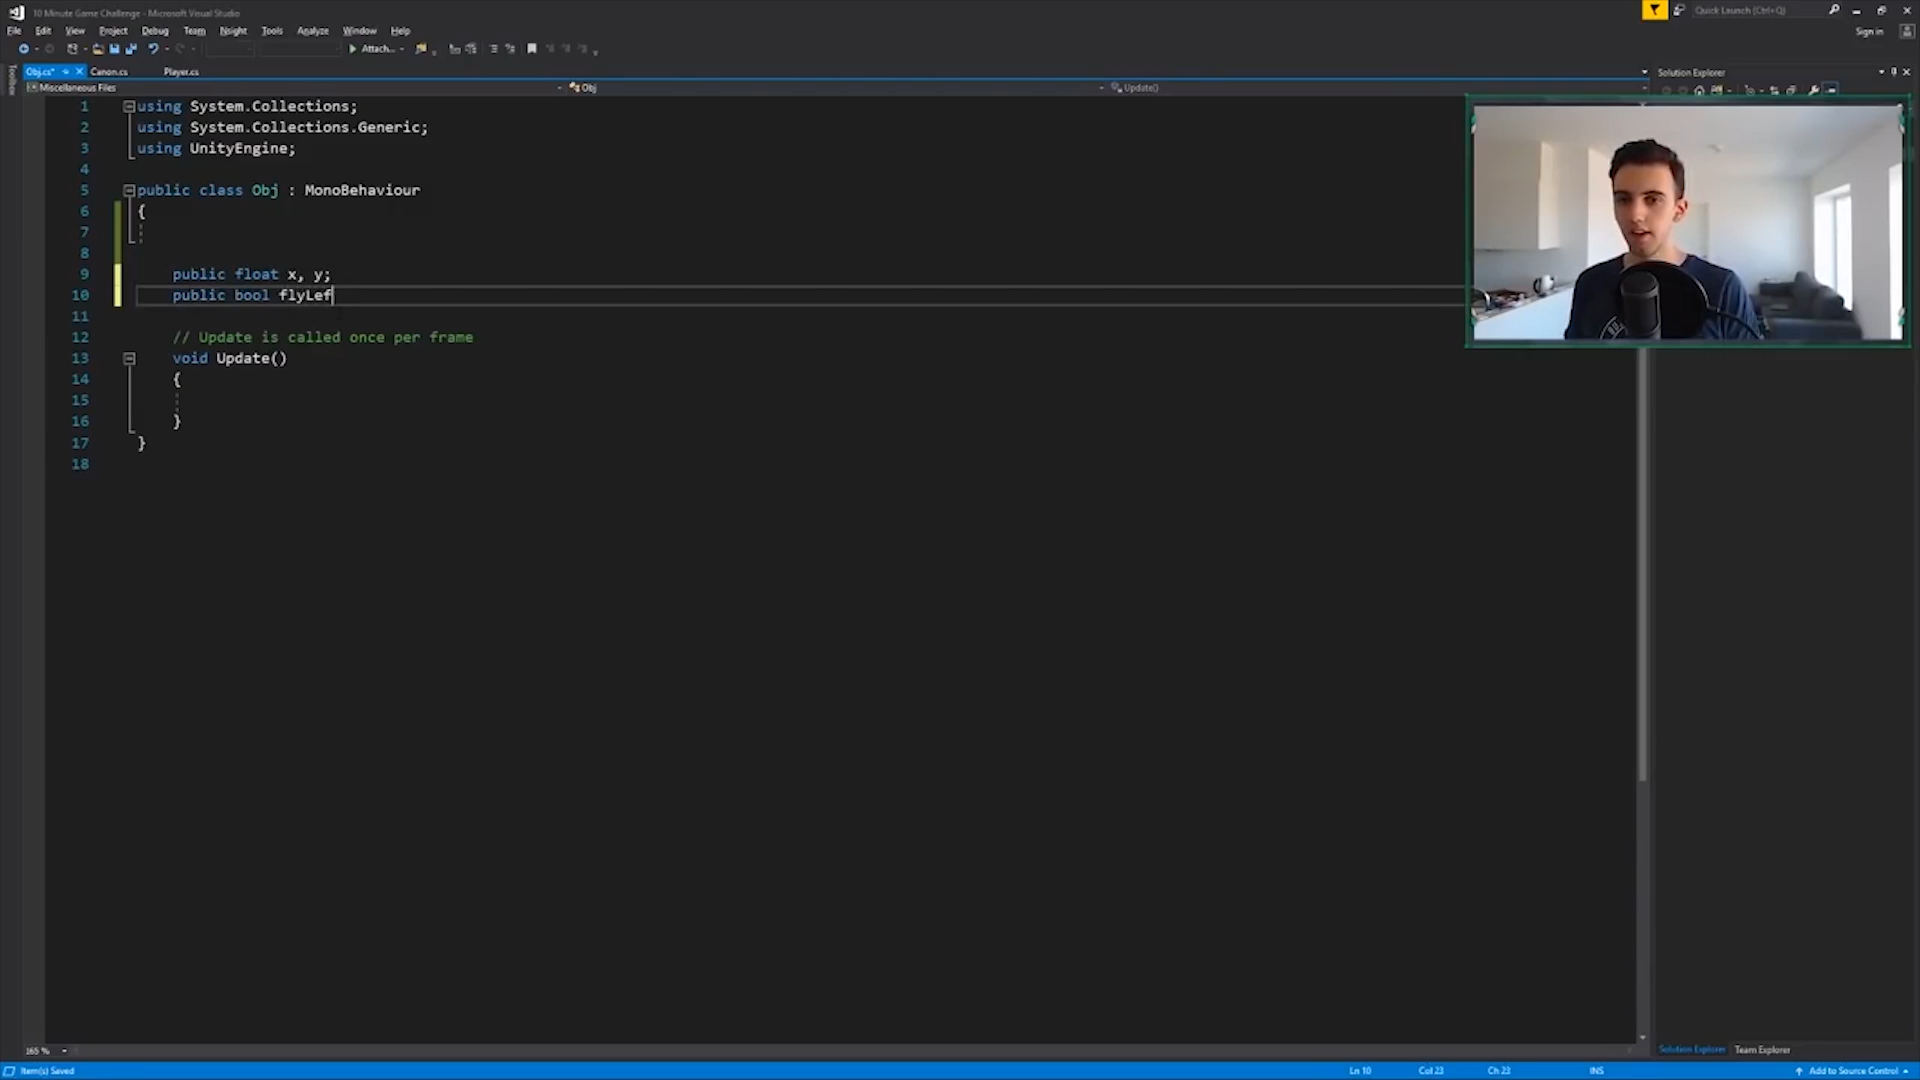 10 Minute Game Challenge - Microsoft Visual Studio
Quick Launch (Ctrl+Q)
File Edit View Project Debug Team Nsight Tools Analyze Window Help
Sign in
Attach...
Obj.cs* Canon.cs Player.cs
Solution Explorer
Miscellaneous Files Obj Update()
Toolbox
1 using System.Collections;
2 using System.Collections.Generic;
3 using UnityEngine;
4
5 public class Obj : MonoBehaviour
6 {
7
8
9 public float x, y;
10 public bool flyLef
11
12 // Update is called once per frame
13 void Update()
14 {
15
16 }
17 }
18
165 %
Solution Explorer Team Explorer
Item(s) Saved Ln 10 Col 23 Ch 23 INS Add to Source Control